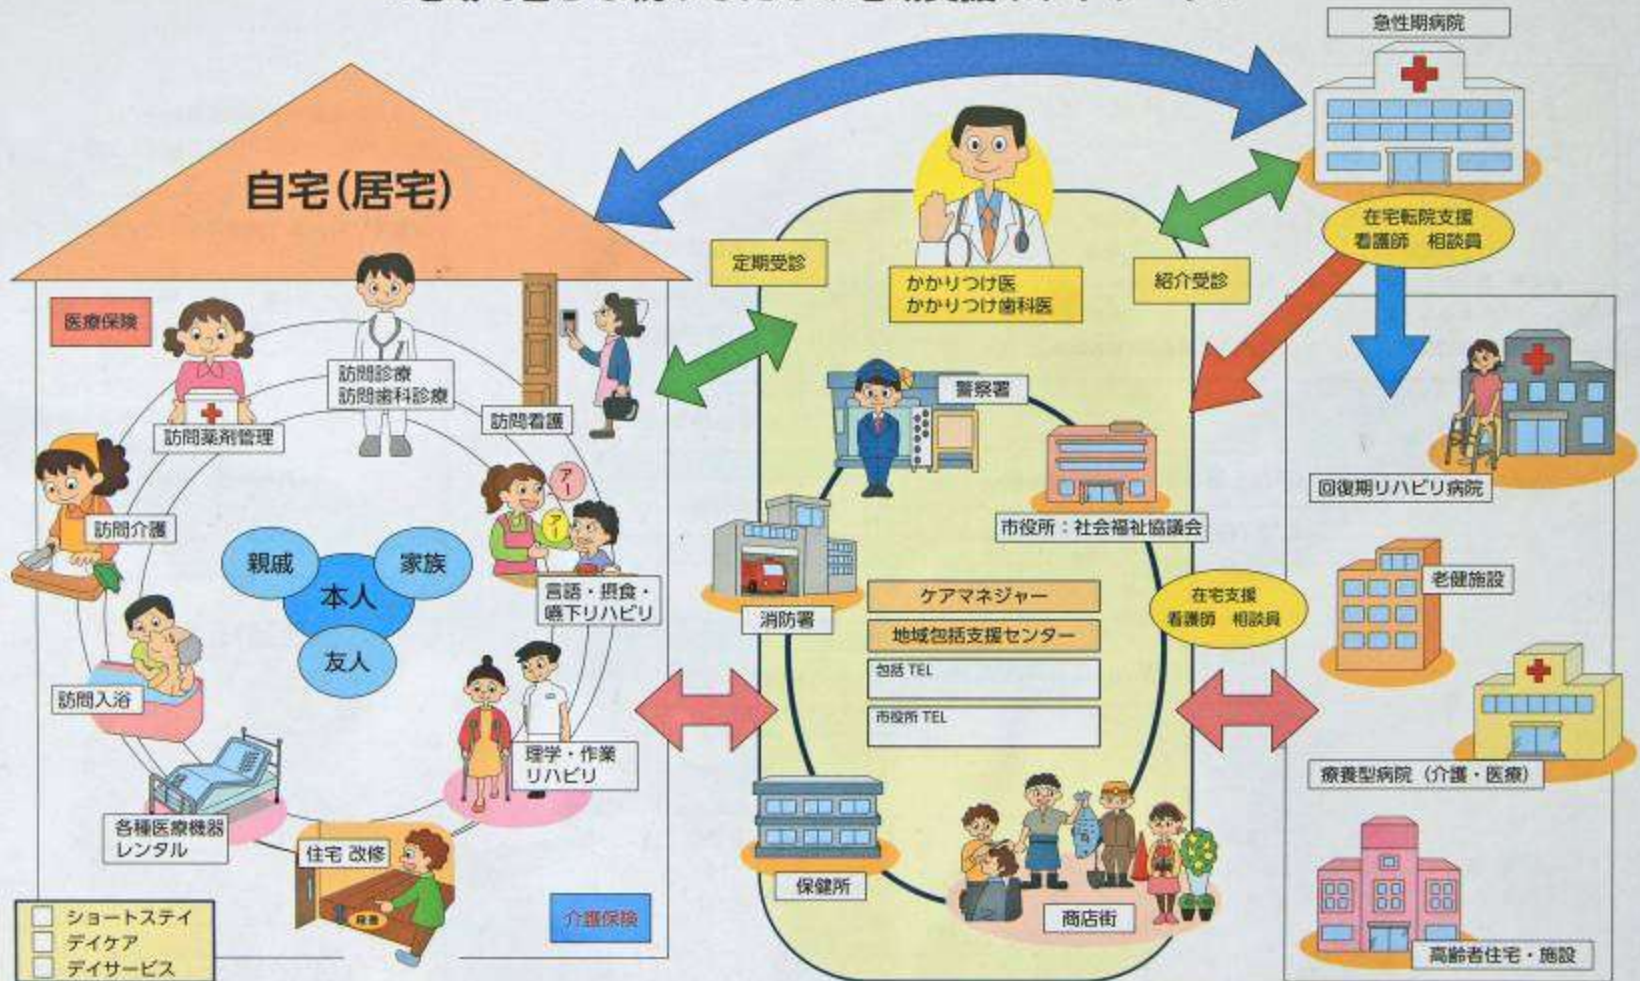 急性期病院
自宅（居宅）
在宅転院支援
看護師 相談員
定期受診
かかりつけ医
かかりつけ歯科医
紹介受診
医療保険
訪問診療
訪問歯科診療
訪問看護
訪問薬剤管理
警察署
アー
アー
訪問介護
回復期リハビリ病院
市役所：社会福祉協議会
親戚
家族
本人
友人
言語・摂食・
嚥下リハビリ
消防署
ケアマネジャー
地域包括支援センター
包括 TEL
市役所 TEL
在宅支援
看護師 相談員
老健施設
訪問入浴
理学・作業
リハビリ
療養型病院（介護・医療）
各種医療機器
レンタル
住宅 改修
段差
保健所
商店街
介護保険
高齢者住宅・施設
ショートステイ
デイケア
デイサービス